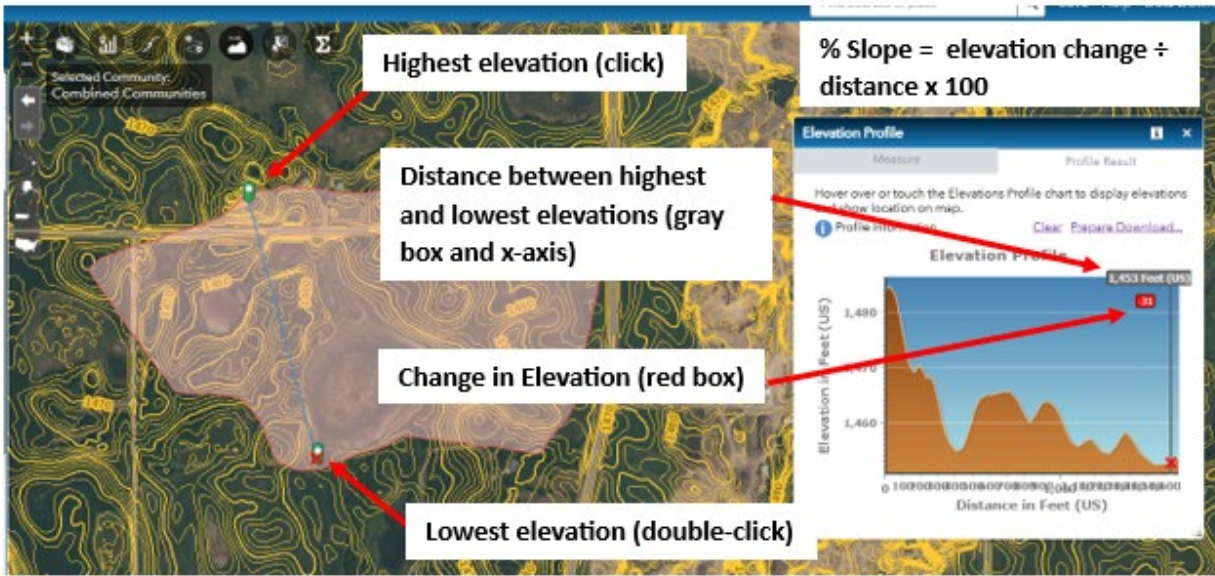 Selected Community:
Combined Communities
Highest elevation (click)
% Slope = elevation change ÷
distance x 100
Distance between highest
and lowest elevations (gray
box and x-axis)
Change in Elevation (red box)
Lowest elevation (double-click)
Elevation Profile
Measure
Profile Result
Hover over or touch the Elevations Profile chart to display elevations
and show location on map.
Profile Information
Clear Prepare Download...
Elevation Profile
1,453 Feet (US)
-31
1,480
1,470
1,460
Elevation in Feet (US)
Distance in Feet (US)
1470
1470